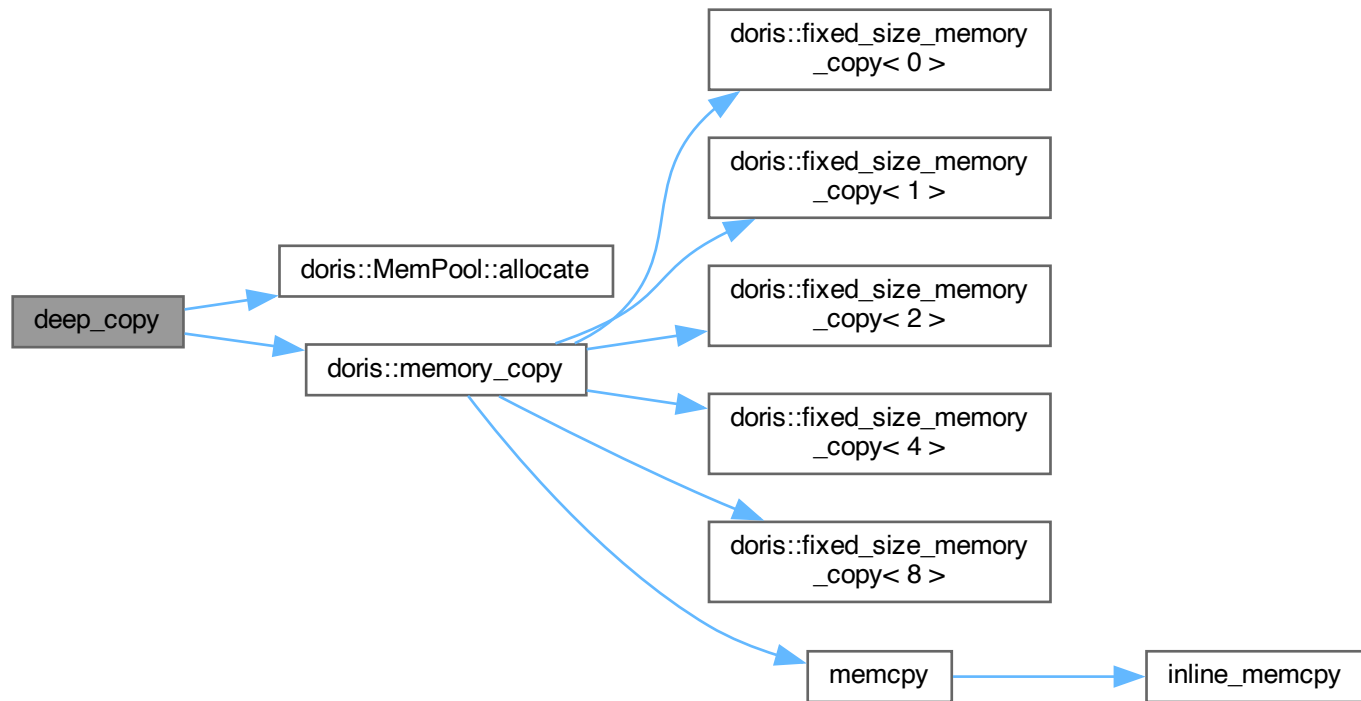 deep_copy
doris::MemPool::allocate
doris::memory_copy
doris::fixed_size_memory
_copy< 0 >
doris::fixed_size_memory
_copy< 1 >
doris::fixed_size_memory
_copy< 2 >
doris::fixed_size_memory
_copy< 4 >
doris::fixed_size_memory
_copy< 8 >
memcpy
inline_memcpy